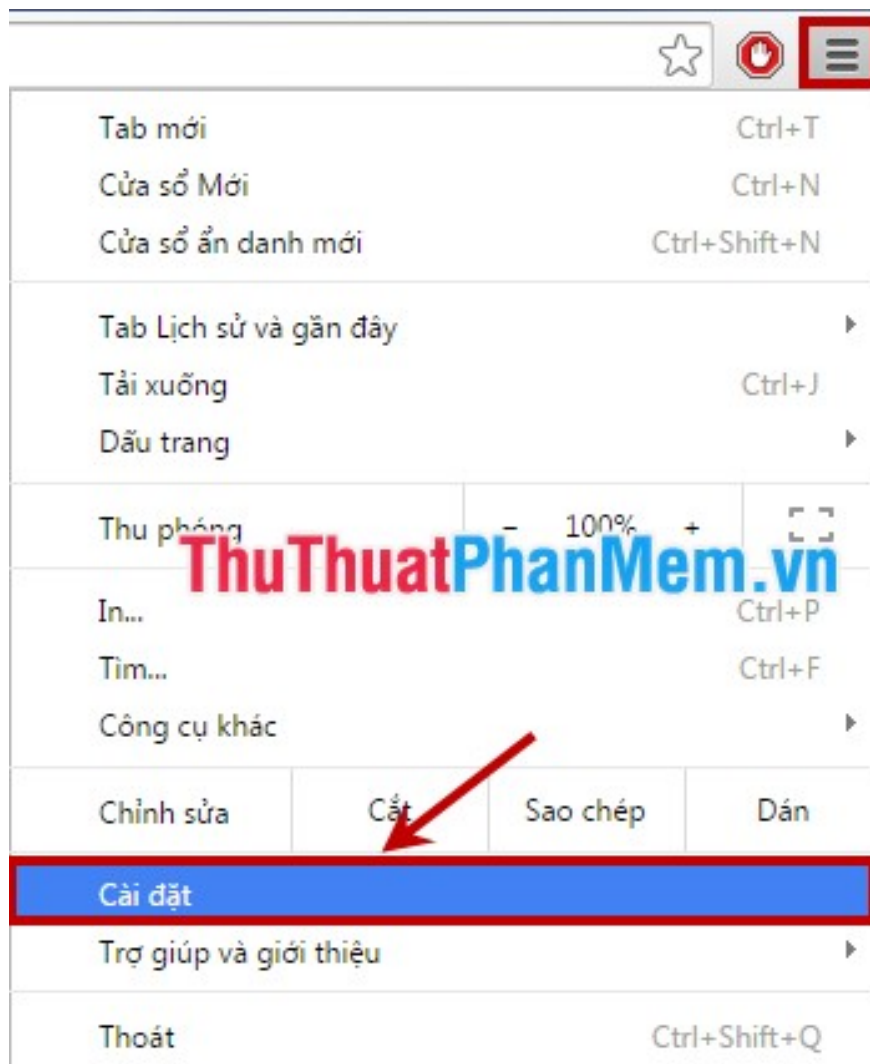 Tab mới Ctrl+T
Cửa sổ Mới Ctrl+N
Cửa sổ ẩn danh mới Ctrl+Shift+N
Tab Lịch sử và gần đây
Tải xuống Ctrl+J
Dấu trang
Thu phóng − 100% +
ThuThuatPhanMem.vn
In... Ctrl+P
Tìm... Ctrl+F
Công cụ khác
Chỉnh sửa Cắt Sao chép Dán
Cài đặt
Trợ giúp và giới thiệu
Thoát Ctrl+Shift+Q